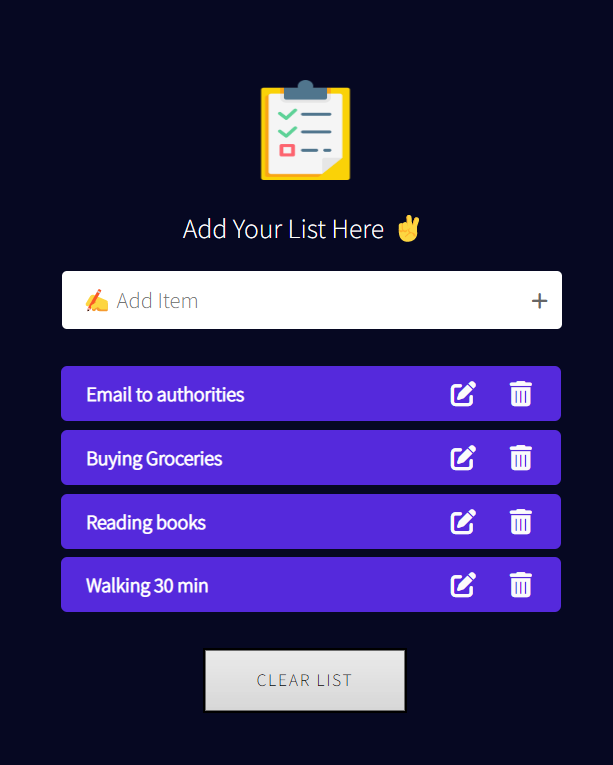 Add Your List Here ✌
✍ Add Item
Email to authorities
Buying Groceries
Reading books
Walking 30 min
CLEAR LIST